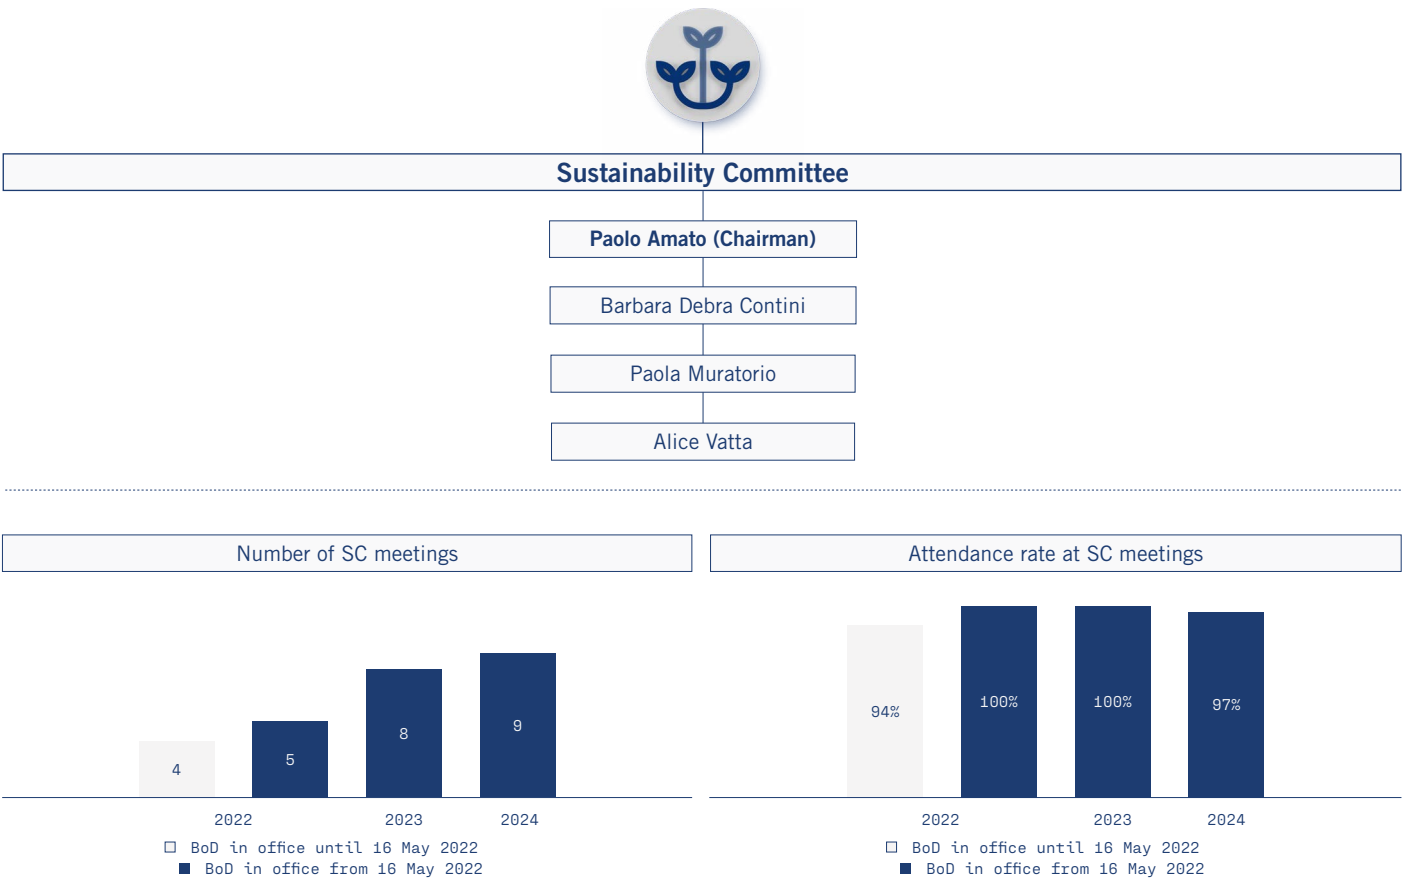 Sustainability Committee
Paolo Amato (Chairman)
Barbara Debra Contini
Paola Muratorio
Alice Vatta
Number of SC meetings
4
5
8
9
2022
2023
2024
BoD in office until 16 May 2022
BoD in office from 16 May 2022
Attendance rate at SC meetings
94%
100%
100%
97%
2022
2023
2024
BoD in office until 16 May 2022
BoD in office from 16 May 2022